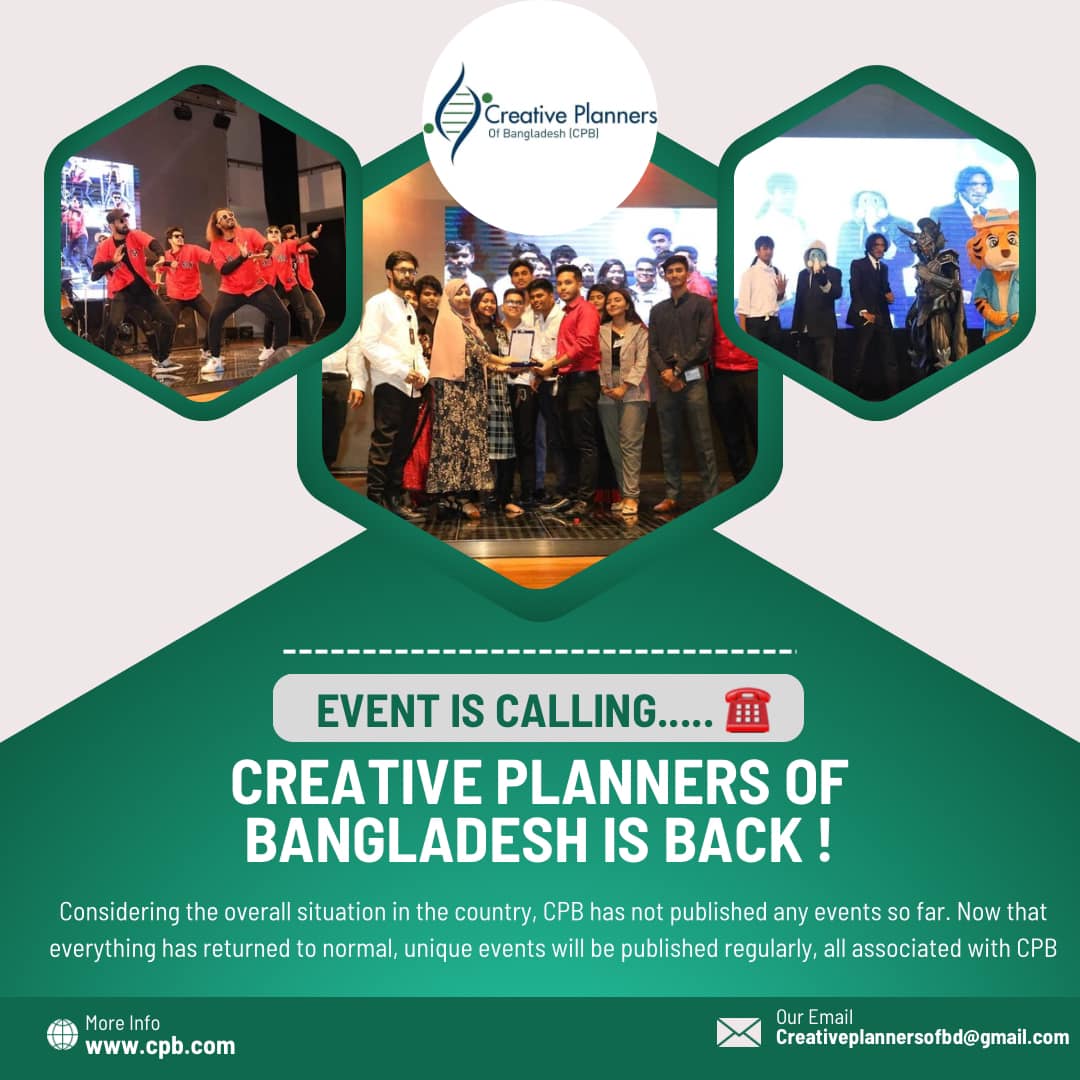 Creative Planners
Of Bangladesh (CPB)
EVENT IS CALLING.....
CREATIVE PLANNERS OF
BANGLADESH IS BACK !
Considering the overall situation in the country, CPB has not published any events so far. Now that
everything has returned to normal, unique events will be published regularly, all associated with CPB
More Info
www.cpb.com
Our Email
Creativeplannersofbd@gmail.com